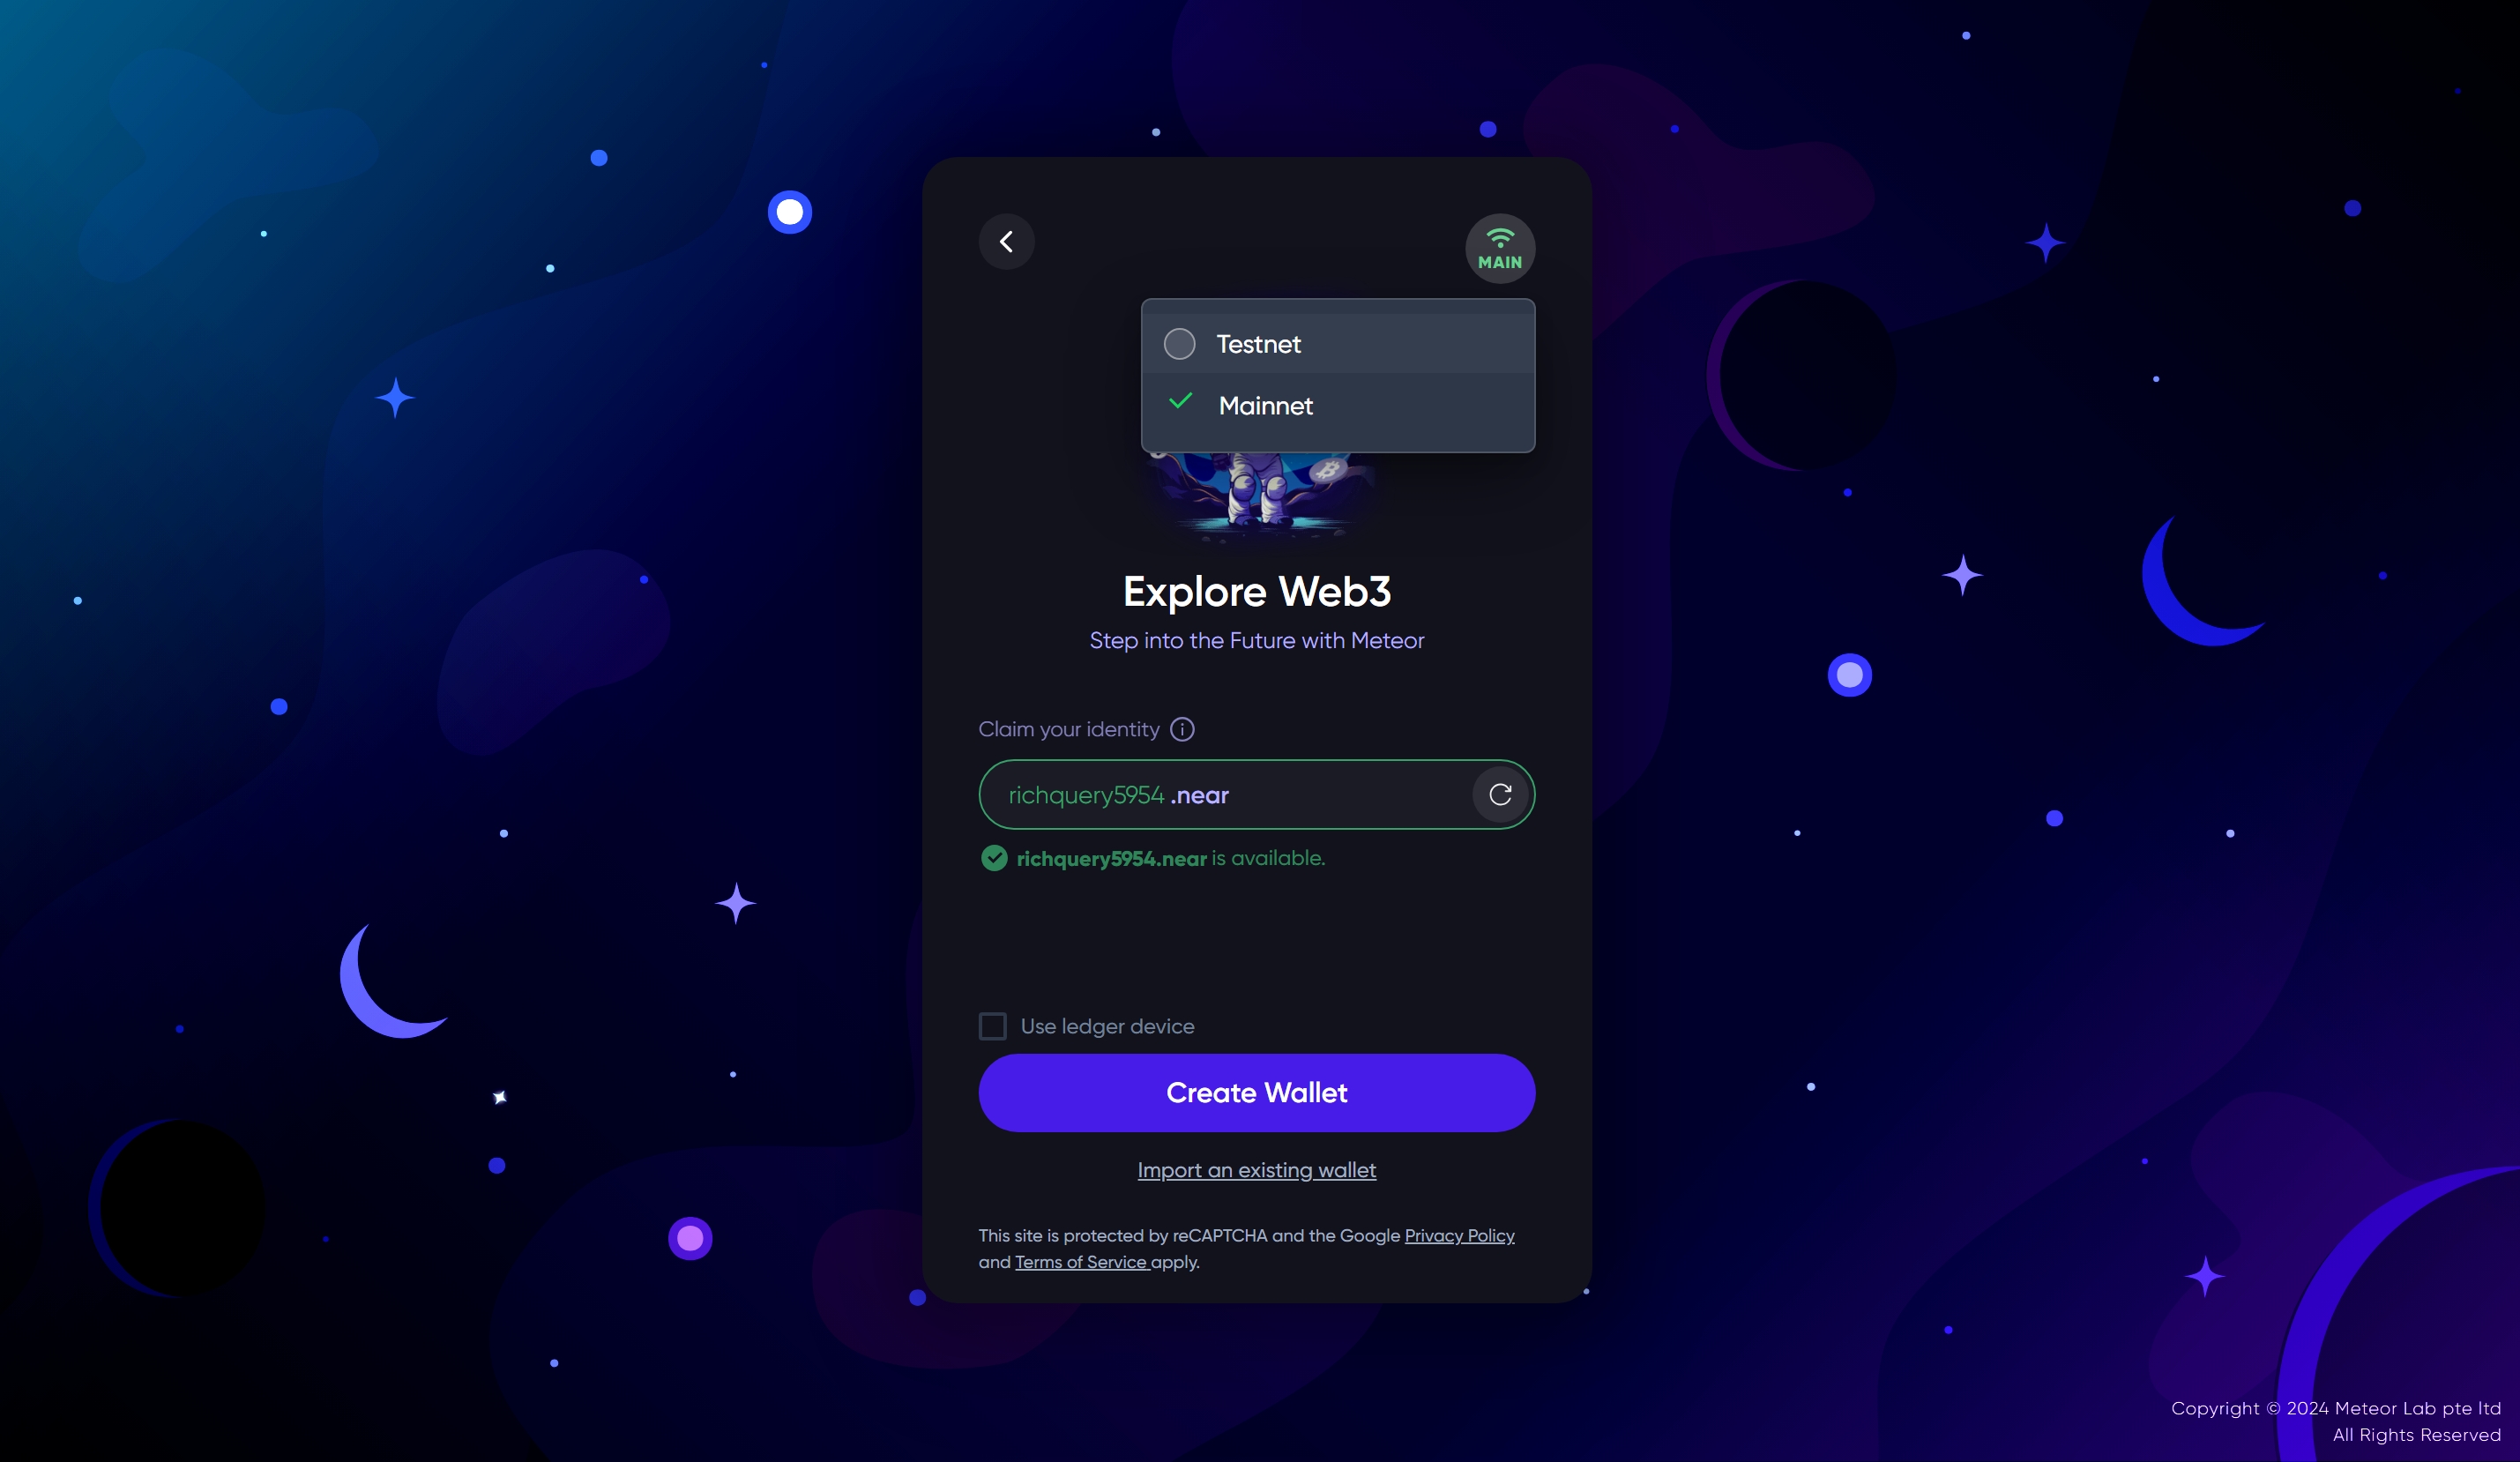 MAIN
Testnet
Mainnet
Explore Web3
Step into the Future with Meteor
Claim your identity
richquery5954 .near
richquery5954.near is available.
Use ledger device
Create Wallet
Import an existing wallet
This site is protected by reCAPTCHA and the Google Privacy Policy
and Terms of Service apply.
Copyright © 2024 Meteor Lab pte ltd
All Rights Reserved